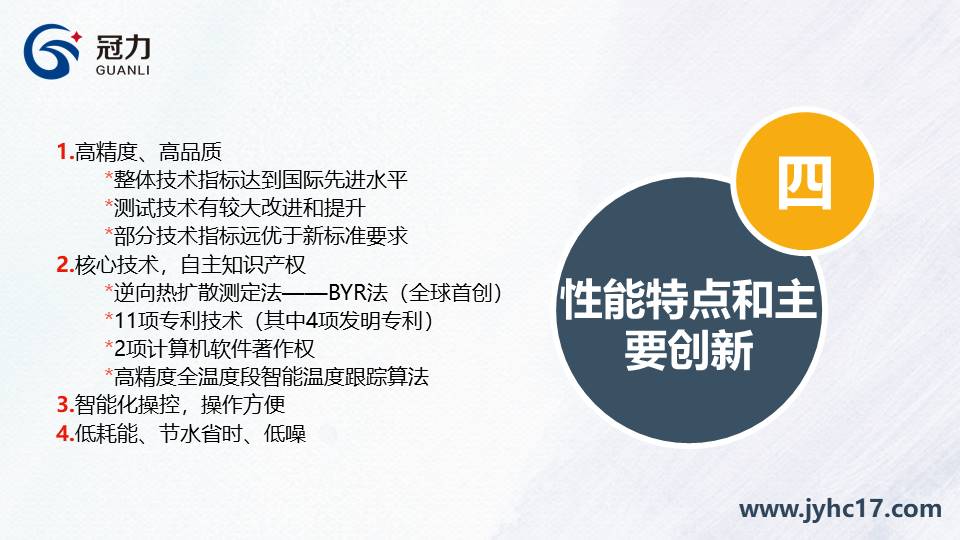 冠力
GUANLI
1.高精度、高品质
*整体技术指标达到国际先进水平
*测试技术有较大改进和提升
*部分技术指标远优于新标准要求
2.核心技术，自主知识产权
*逆向热扩散测定法——BYR法（全球首创）
*11项专利技术（其中4项发明专利）
*2项计算机软件著作权
*高精度全温度段智能温度跟踪算法
3.智能化操控，操作方便
4.低耗能、节水省时、低噪
四
性能特点和主
要创新
www.jyhc17.com